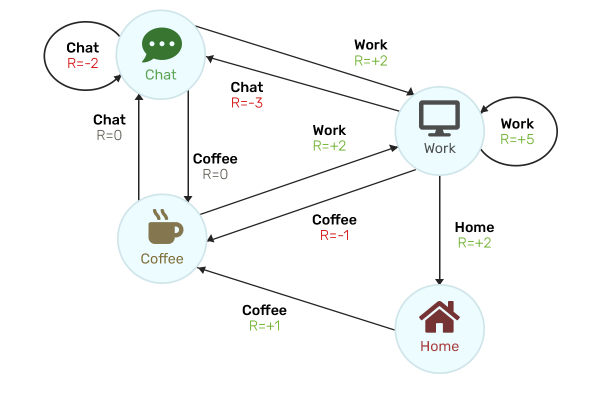 Chat
R=-2
Chat
Work
R=+2
Chat
R=-3
Work
Work
R=+5
Chat
R=0
Coffee
R=0
Work
R=+2
Coffee
Coffee
R=-1
Home
R=+2
Coffee
R=+1
Home